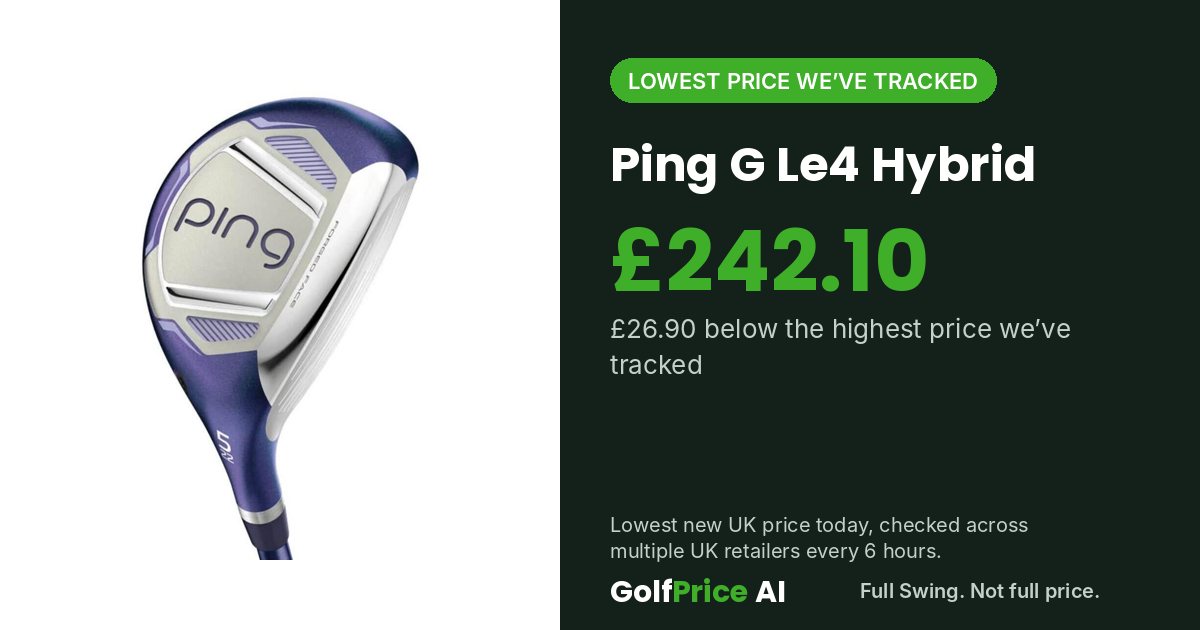 LOWEST PRICE WE’VE TRACKED
Ping G Le4 Hybrid
£242.10
£26.90 below the highest price we’ve
tracked
Lowest new UK price today, checked across
multiple UK retailers every 6 hours.
GolfPrice AI
Full Swing. Not full price.
ping
FORGED FACE
5